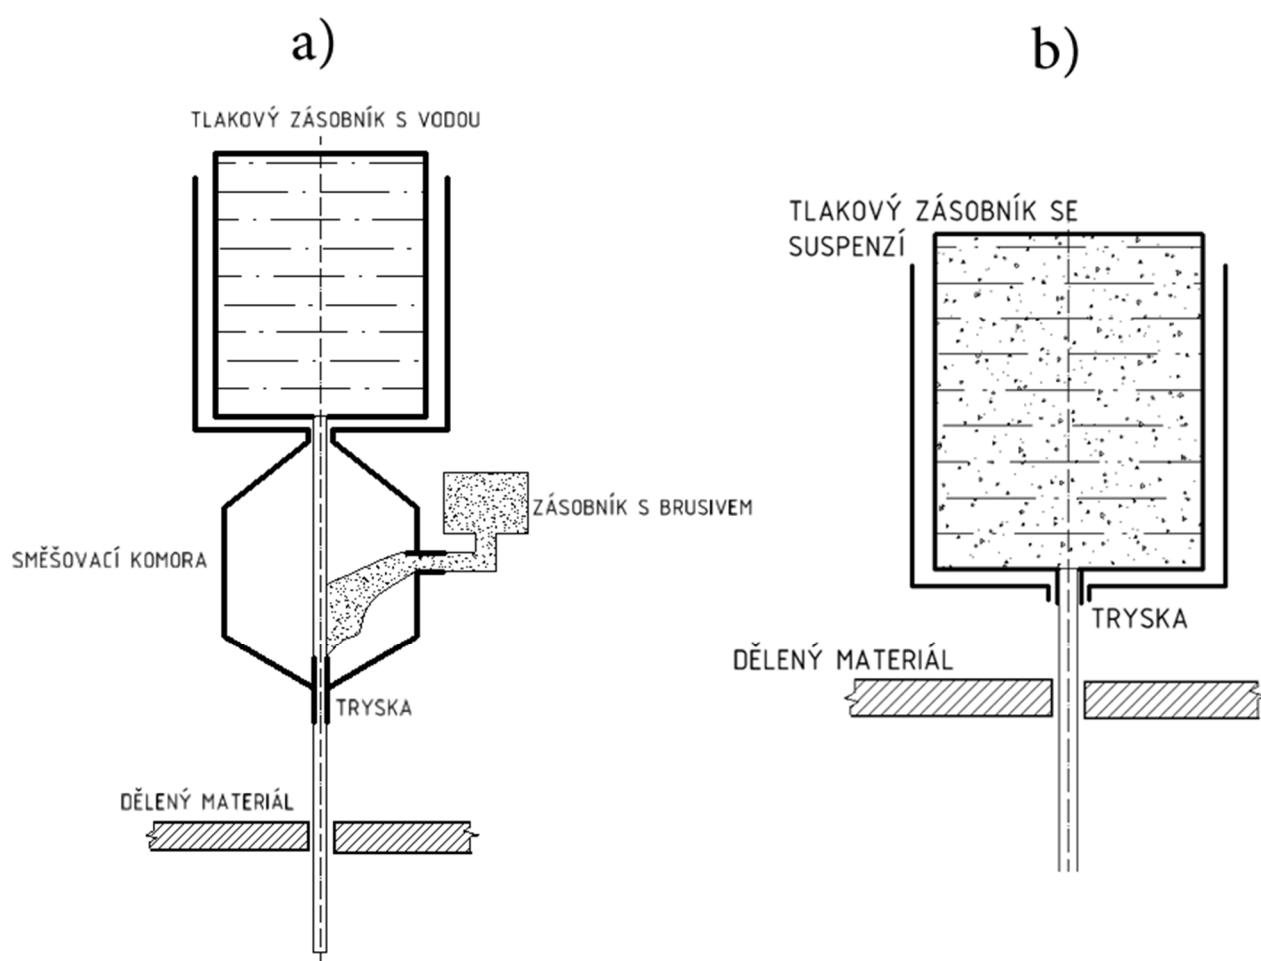 a)
TLAKOVÝ ZÁSOBNÍK S VODOU
ZÁSOBNÍK S BRUSIVEM
SMĚŠOVACÍ KOMORA
TRYSKA
DĚLENÝ MATERIÁL
b)
TLAKOVÝ ZÁSOBNÍK SE
SUSPENZÍ
TRYSKA
DĚLENÝ MATERIÁL